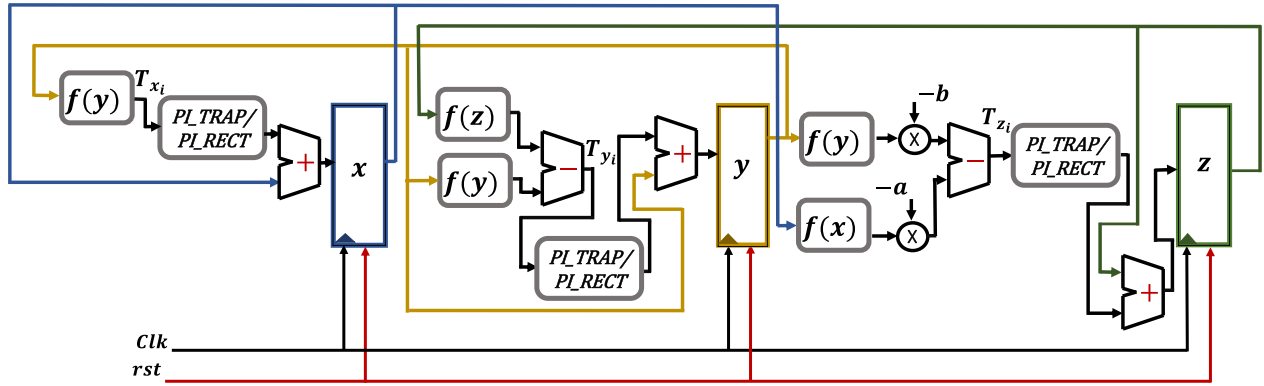 f(y)
T_{x_i}
PI_TRAP/
PI_RECT
+
x
f(z)
f(y)
−
T_{y_i}
PI_TRAP/
PI_RECT
+
y
f(y)
−b
X
f(x)
−a
X
−
T_{z_i}
PI_TRAP/
PI_RECT
+
z
Clk
rst